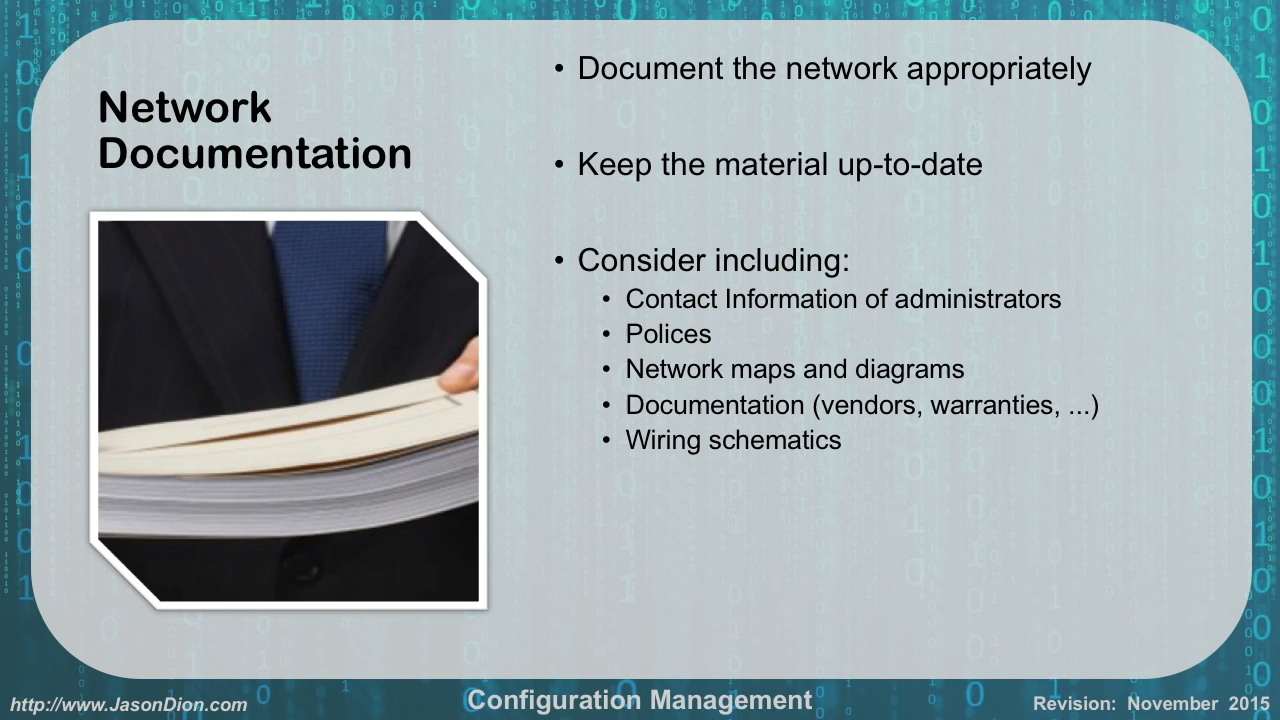 Network
Documentation
• Document the network appropriately
• Keep the material up-to-date
• Consider including:
• Contact Information of administrators
• Polices
• Network maps and diagrams
• Documentation (vendors, warranties, ...)
• Wiring schematics
http://www.JasonDion.com
Configuration Management
Revision: November 2015